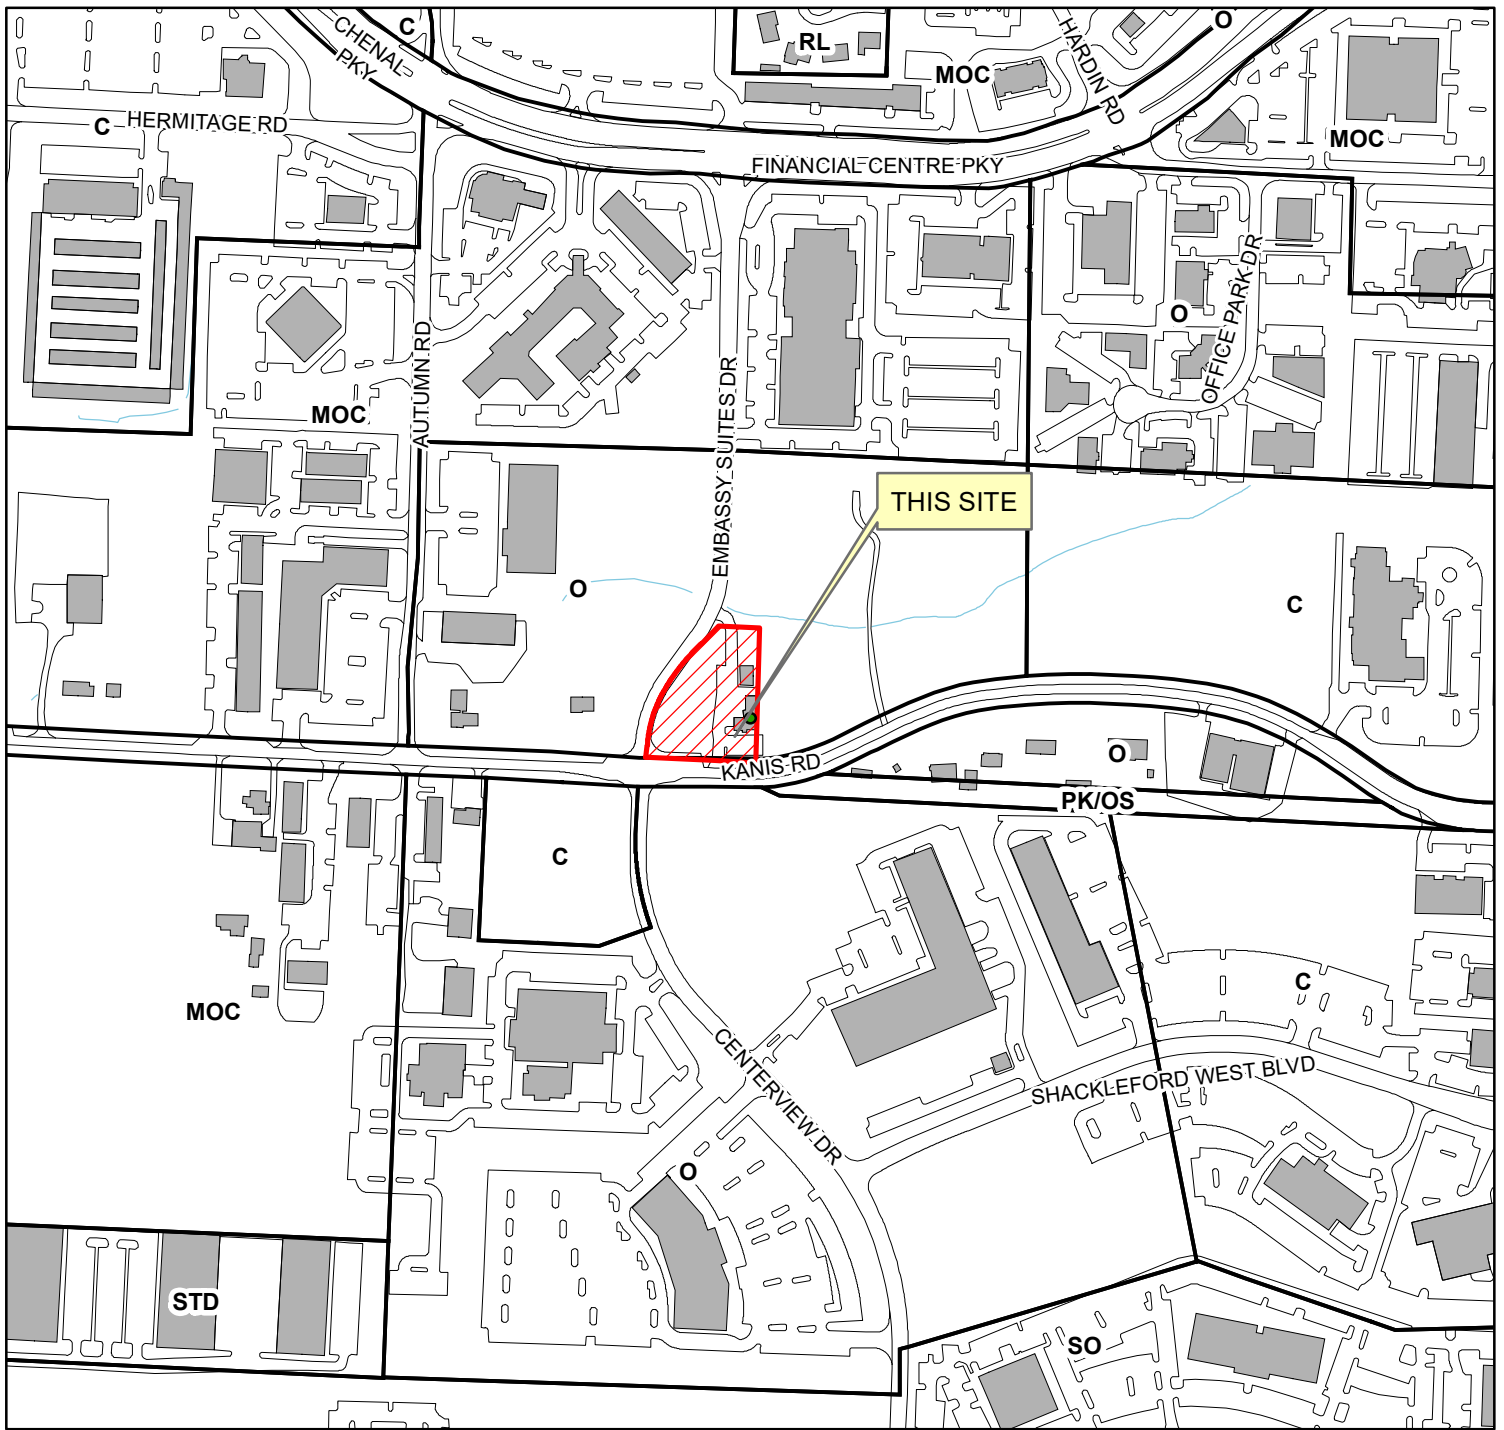 C
CHENAL
PKY
RL
MOC
HARDIN RD
O
MOC
C
HERMITAGE RD
FINANCIAL CENTRE PKY
O
OFFICE PARK DR
AUTUMN RD
MOC
EMBASSY SUITES DR
THIS SITE
O
C
KANIS RD
O
PK/OS
C
MOC
C
CENTERVIEW DR
SHACKLEFORD WEST BLVD
O
STD
SO